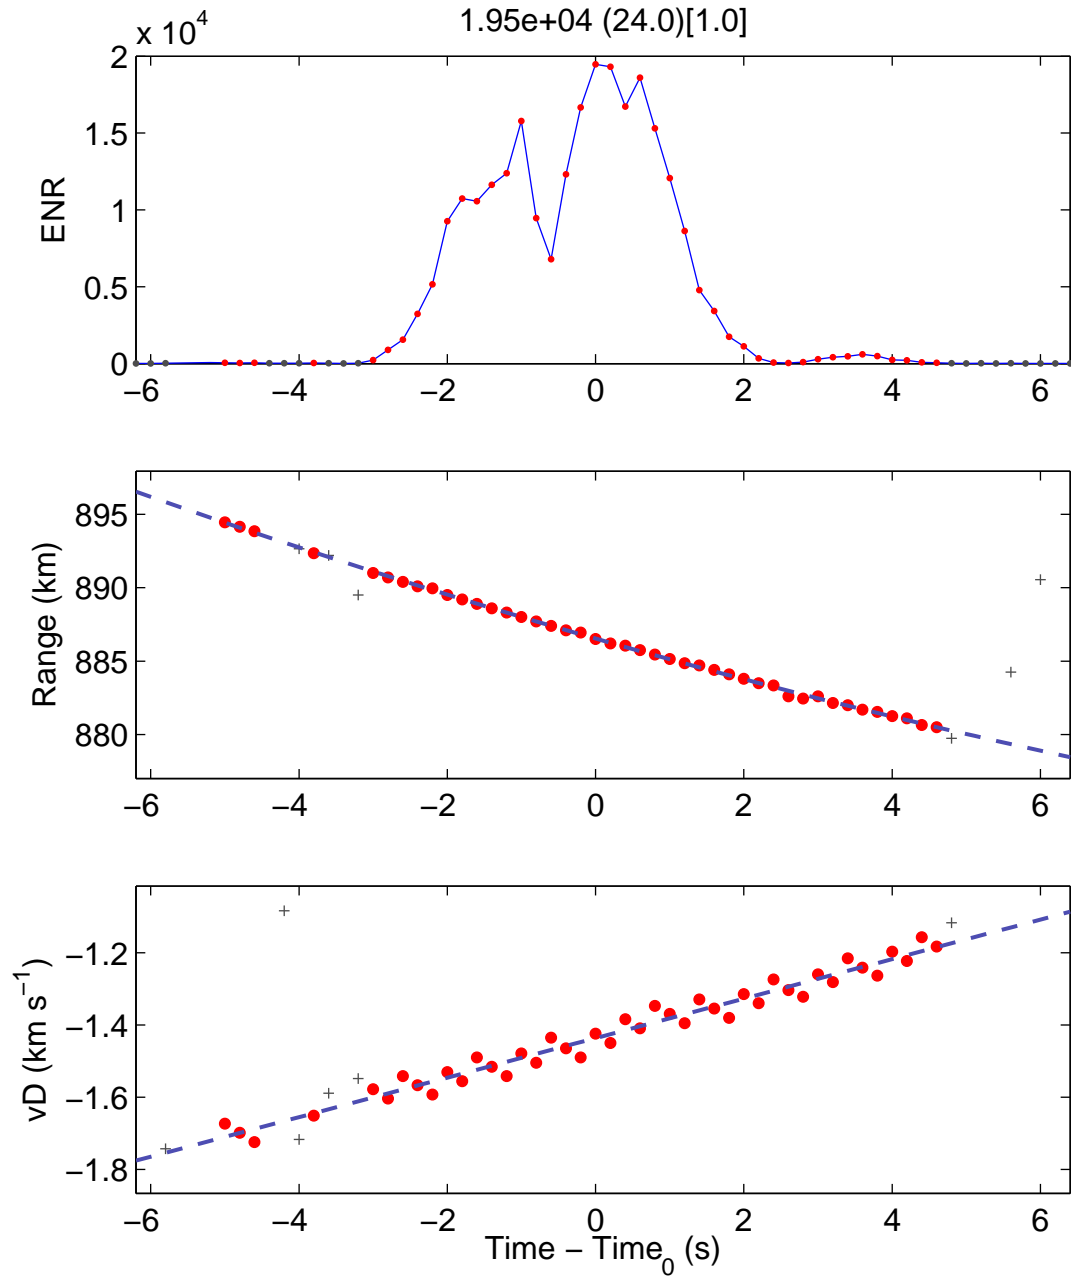 1.95e+04 (24.0)[1.0]
x 10^4
2
1.5
1
0.5
0
ENR
−6 −4 −2 0 2 4 6
895
890
885
880
Range (km)
−6 −4 −2 0 2 4 6
−1.2
−1.4
−1.6
−1.8
vD (km s^−1)
−6 −4 −2 0 2 4 6
Time − Time_0 (s)